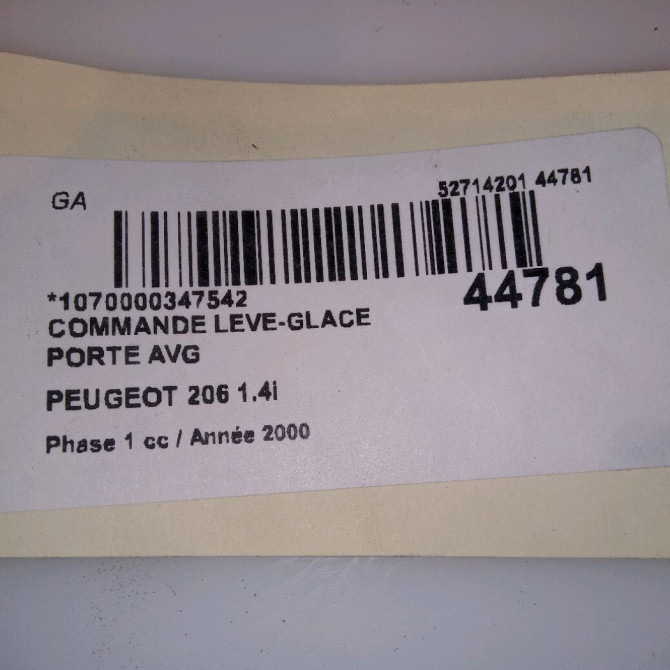 GA
52714201 44781
*1070000347542
44781
COMMANDE LEVE-GLACE
PORTE AVG
PEUGEOT 206 1.4i
Phase 1 cc / Année 2000